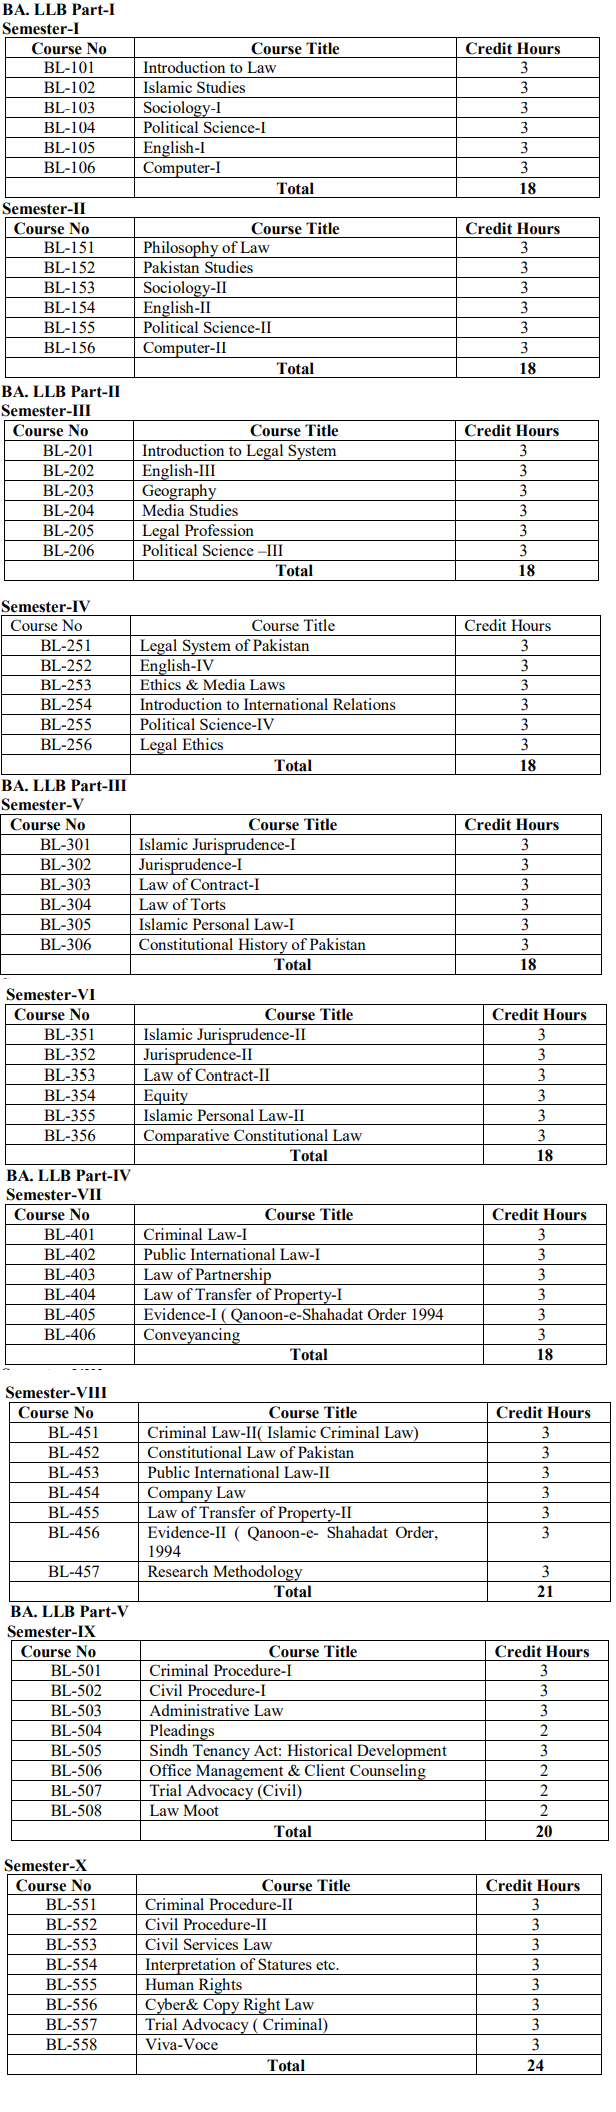 BA. LLB Part-I
Semester-I
Course No Course Title Credit Hours
BL-101 Introduction to Law 3
BL-102 Islamic Studies 3
BL-103 Sociology-I 3
BL-104 Political Science-I 3
BL-105 English-I 3
BL-106 Computer-I 3
Total 18
Semester-II
Course No Course Title Credit Hours
BL-151 Philosophy of Law 3
BL-152 Pakistan Studies 3
BL-153 Sociology-II 3
BL-154 English-II 3
BL-155 Political Science-II 3
BL-156 Computer-II 3
Total 18
BA. LLB Part-II
Semester-III
Course No Course Title Credit Hours
BL-201 Introduction to Legal System 3
BL-202 English-III 3
BL-203 Geography 3
BL-204 Media Studies 3
BL-205 Legal Profession 3
BL-206 Political Science –III 3
Total 18
Semester-IV
Course No Course Title Credit Hours
BL-251 Legal System of Pakistan 3
BL-252 English-IV 3
BL-253 Ethics & Media Laws 3
BL-254 Introduction to International Relations 3
BL-255 Political Science-IV 3
BL-256 Legal Ethics 3
Total 18
BA. LLB Part-III
Semester-V
Course No Course Title Credit Hours
BL-301 Islamic Jurisprudence-I 3
BL-302 Jurisprudence-I 3
BL-303 Law of Contract-I 3
BL-304 Law of Torts 3
BL-305 Islamic Personal Law-I 3
BL-306 Constitutional History of Pakistan 3
Total 18
Semester-VI
Course No Course Title Credit Hours
BL-351 Islamic Jurisprudence-II 3
BL-352 Jurisprudence-II 3
BL-353 Law of Contract-II 3
BL-354 Equity 3
BL-355 Islamic Personal Law-II 3
BL-356 Comparative Constitutional Law 3
Total 18
BA. LLB Part-IV
Semester-VII
Course No Course Title Credit Hours
BL-401 Criminal Law-I 3
BL-402 Public International Law-I 3
BL-403 Law of Partnership 3
BL-404 Law of Transfer of Property-I 3
BL-405 Evidence-I ( Qanoon-e-Shahadat Order 1994 3
BL-406 Conveyancing 3
Total 18
Semester-VIII
Course No Course Title Credit Hours
BL-451 Criminal Law-II( Islamic Criminal Law) 3
BL-452 Constitutional Law of Pakistan 3
BL-453 Public International Law-II 3
BL-454 Company Law 3
BL-455 Law of Transfer of Property-II 3
BL-456 Evidence-II ( Qanoon-e- Shahadat Order, 3
1994
BL-457 Research Methodology 3
Total 21
BA. LLB Part-V
Semester-IX
Course No Course Title Credit Hours
BL-501 Criminal Procedure-I 3
BL-502 Civil Procedure-I 3
BL-503 Administrative Law 3
BL-504 Pleadings 2
BL-505 Sindh Tenancy Act: Historical Development 3
BL-506 Office Management & Client Counseling 2
BL-507 Trial Advocacy (Civil) 2
BL-508 Law Moot 2
Total 20
Semester-X
Course No Course Title Credit Hours
BL-551 Criminal Procedure-II 3
BL-552 Civil Procedure-II 3
BL-553 Civil Services Law 3
BL-554 Interpretation of Statures etc. 3
BL-555 Human Rights 3
BL-556 Cyber& Copy Right Law 3
BL-557 Trial Advocacy ( Criminal) 3
BL-558 Viva-Voce 3
Total 24